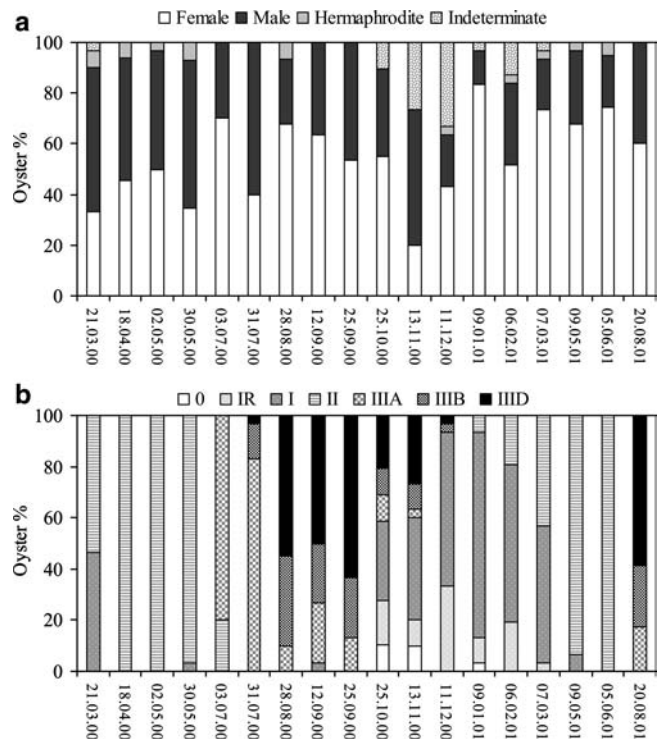 a
Female Male Hermaphrodite Indeterminate
100
80
60
40
20
0
Oyster %
21.03.00 18.04.00 02.05.00 30.05.00 03.07.00 31.07.00 28.08.00 12.09.00 25.09.00 25.10.00 13.11.00 11.12.00 09.01.01 06.02.01 07.03.01 09.05.01 05.06.01 20.08.01
b
0 IR I II IIIA IIIB IIID
100
80
60
40
20
0
Oyster %
21.03.00 18.04.00 02.05.00 30.05.00 03.07.00 31.07.00 28.08.00 12.09.00 25.09.00 25.10.00 13.11.00 11.12.00 09.01.01 06.02.01 07.03.01 09.05.01 05.06.01 20.08.01